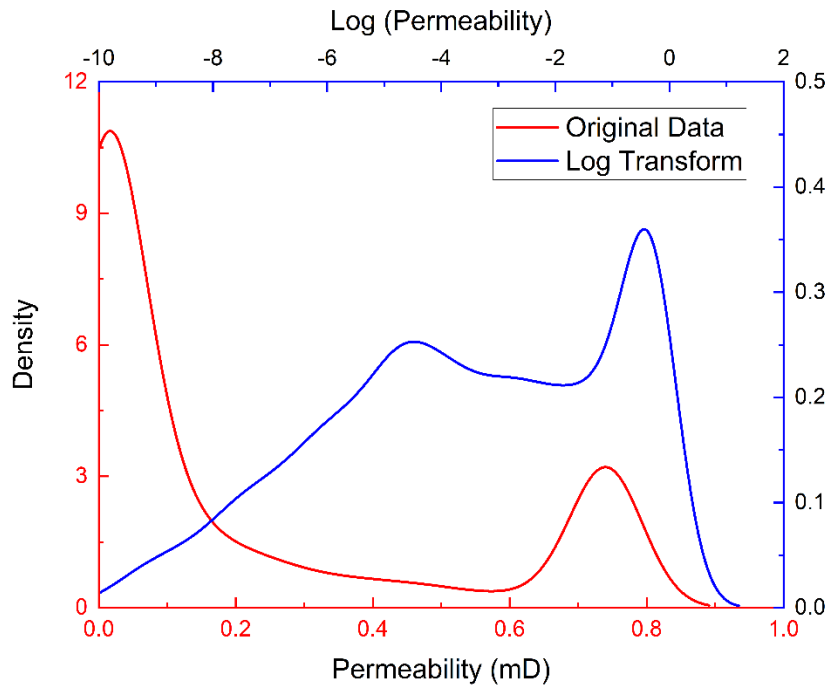 Log (Permeability)
-10 -8 -6 -4 -2 0 2
12 0.5
Original Data
Log Transform
0.4
9
0.3
6
Density
0.2
3
0.1
0 0.0
0.0 0.2 0.4 0.6 0.8 1.0
Permeability (mD)